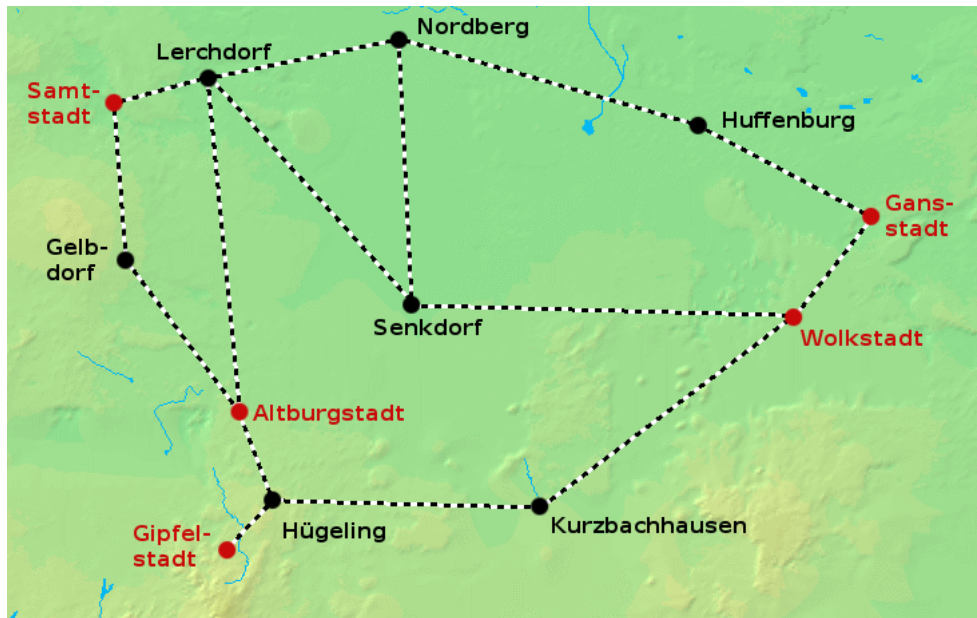 Nordberg
Lerchdorf
Samt-
stadt
Huffenburg
Gans-
stadt
Gelb-
dorf
Senkdorf
Wolkstadt
Altburgstadt
Hügeling
Kurzbachhausen
Gipfel-
stadt